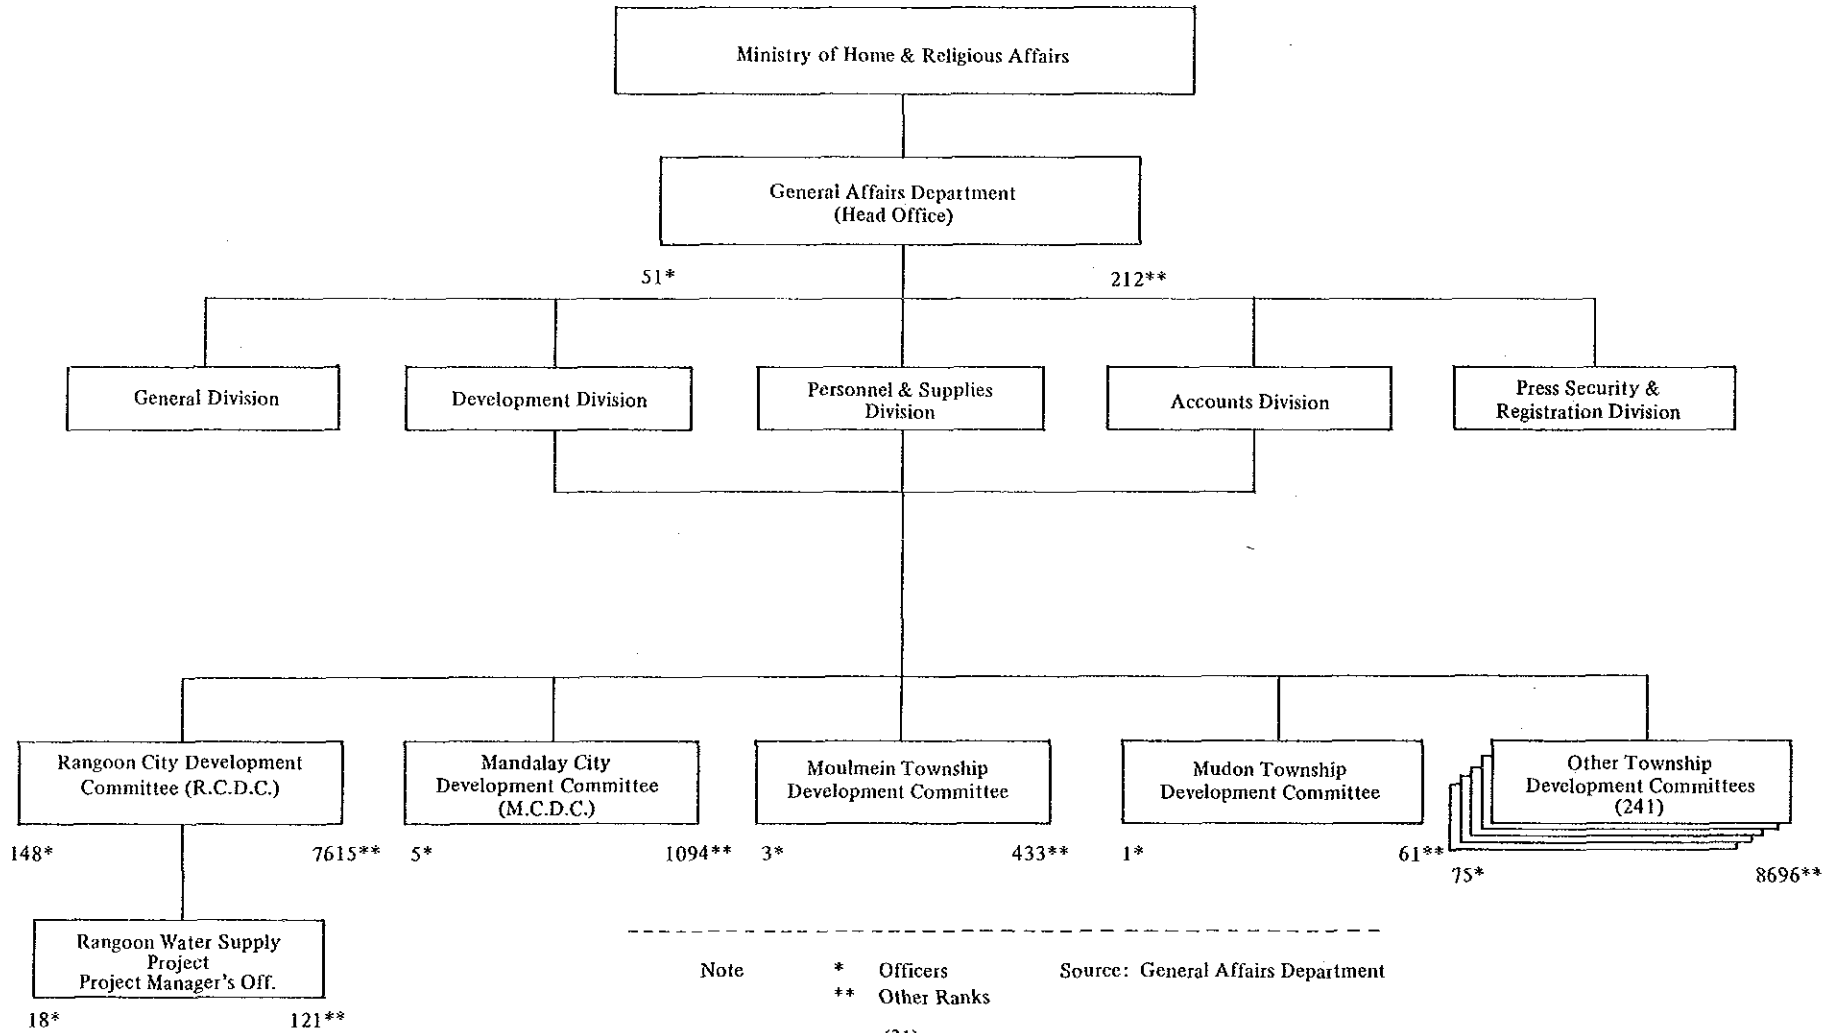 Ministry of Home & Religious Affairs
General Affairs Department
(Head Office)
51*
212**
General Division
Development Division
Personnel & Supplies
Division
Accounts Division
Press Security &
Registration Division
Rangoon City Development
Committee (R.C.D.C.)
Mandalay City
Development Committee
(M.C.D.C.)
Moulmein Township
Development Committee
Mudon Township
Development Committee
Other Township
Development Committees
(241)
148*
7615**
5*
1094**
3*
433**
1*
61**
75*
8696**
Rangoon Water Supply
Project
Project Manager's Off.
18*
121**
Note * Officers
** Other Ranks
Source: General Affairs Department